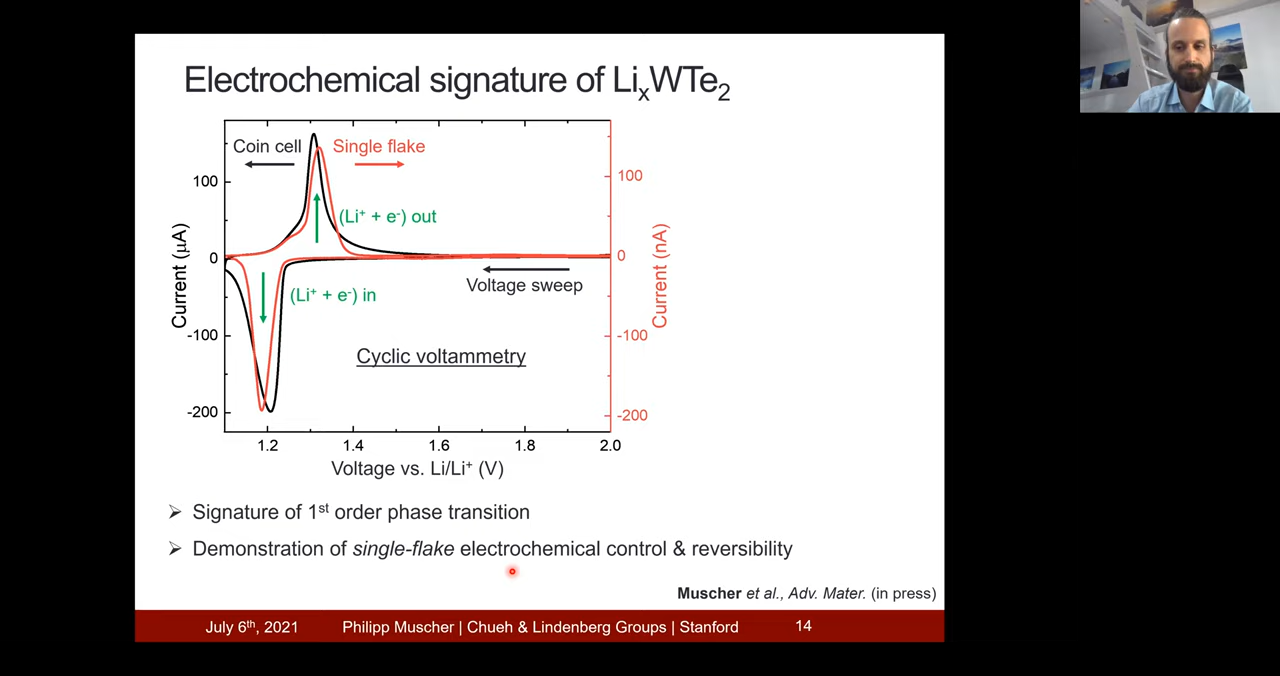 Electrochemical signature of LiₓWTe₂
Coin cell
Single flake
100
0
-100
-200
Current (µA)
(Li⁺ + e⁻) out
(Li⁺ + e⁻) in
Voltage sweep
Cyclic voltammetry
100
0
-100
-200
Current (nA)
1.2 1.4 1.6 1.8 2.0
Voltage vs. Li/Li⁺ (V)
➢ Signature of 1ˢᵗ order phase transition
➢ Demonstration of single-flake electrochemical control & reversibility
Muscher et al., Adv. Mater. (in press)
July 6ᵗʰ, 2021 Philipp Muscher | Chueh & Lindenberg Groups | Stanford 14